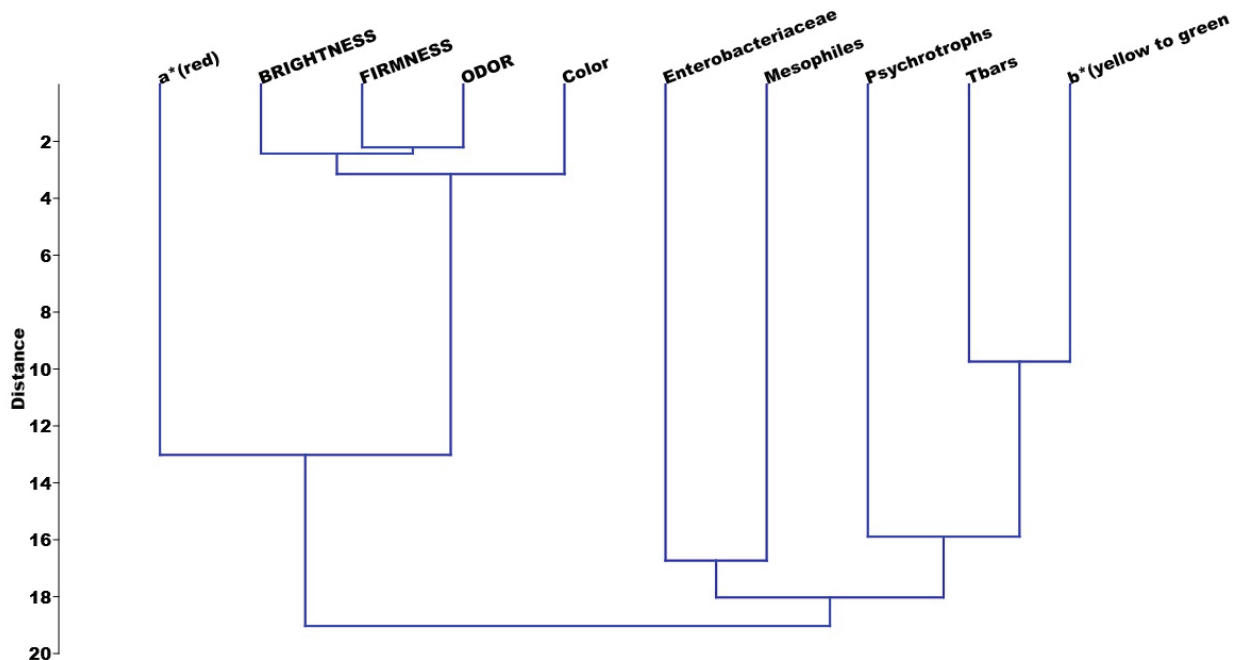 a*(red)
BRIGHTNESS
FIRMNESS
ODOR
Color
Enterobacteriaceae
Mesophiles
Psychrotrophs
Tbars
b*(yellow to green
2
4
6
8
10
12
14
16
18
20
Distance